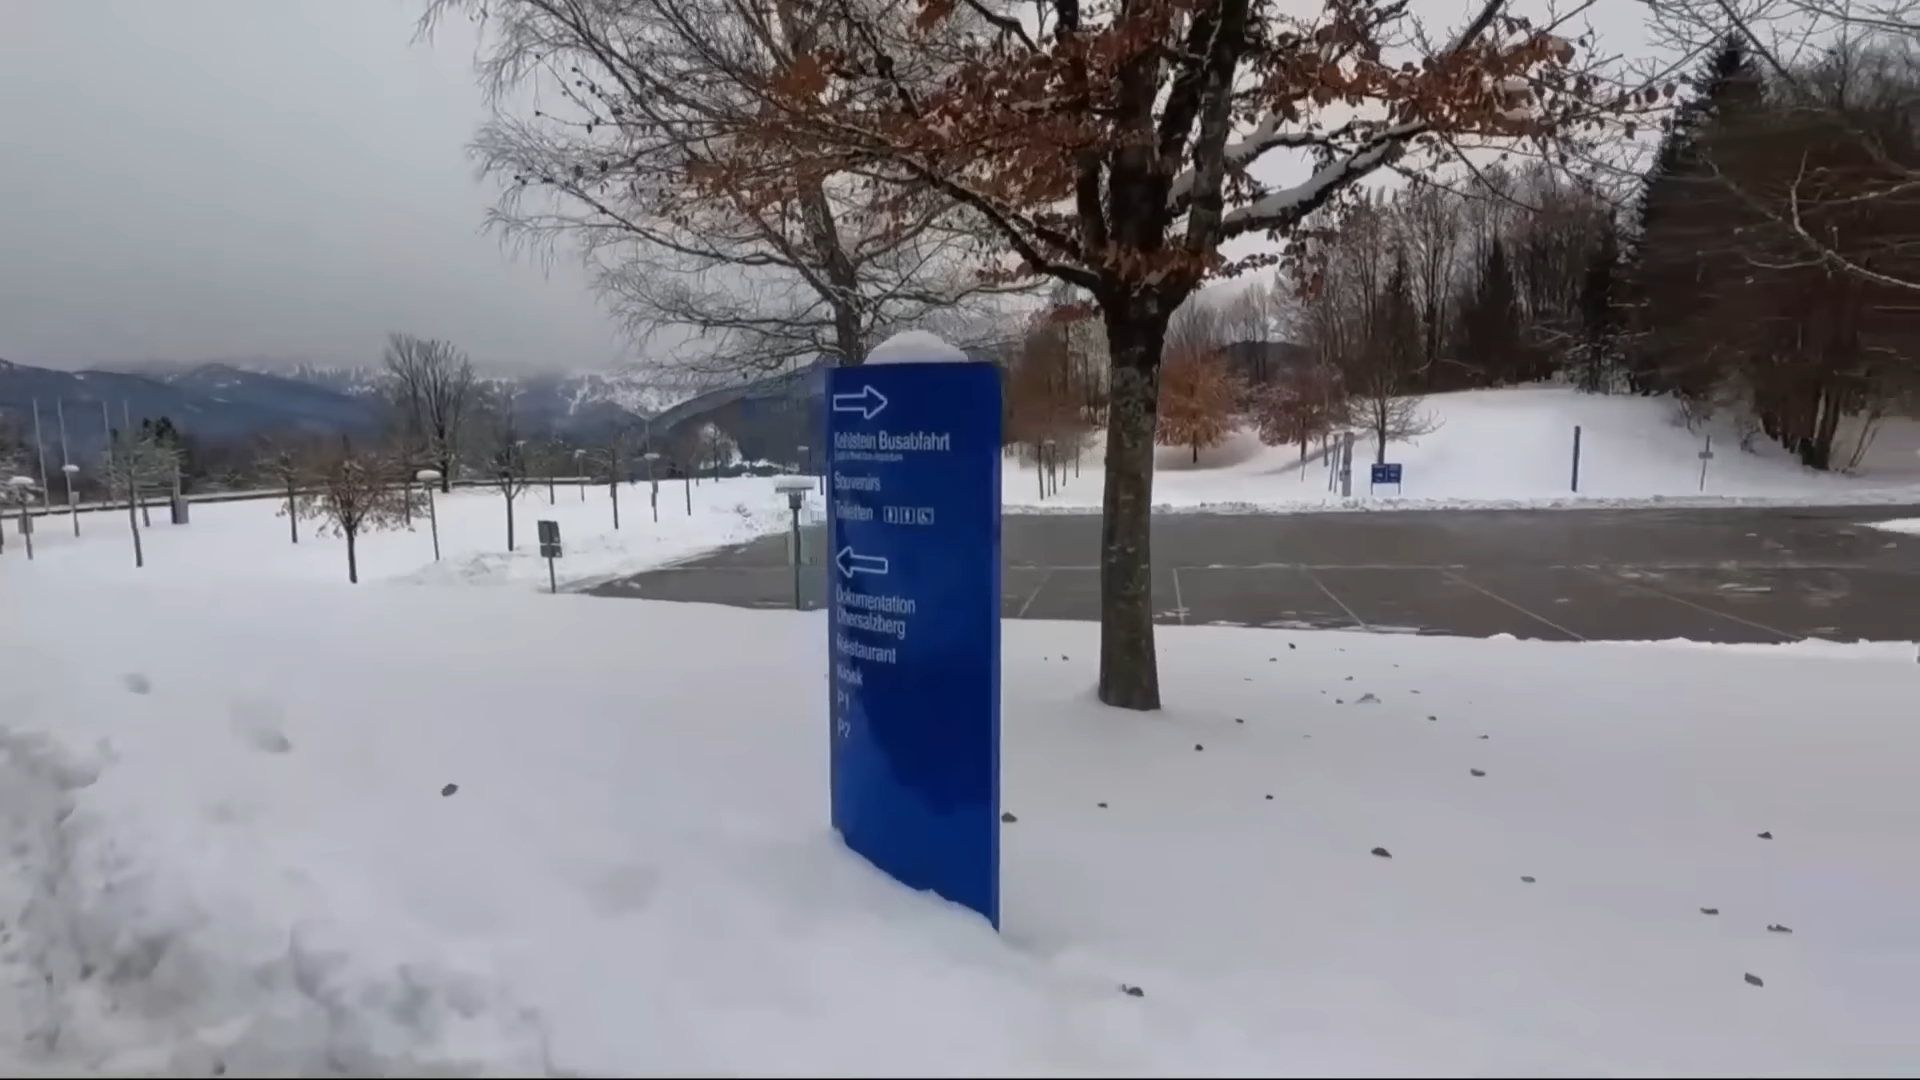 Kehlstein Busabfahrt
Souvenirs
Toiletten
Dokumentation
Obersalzberg
Restaurant
Kiosk
P1
P2